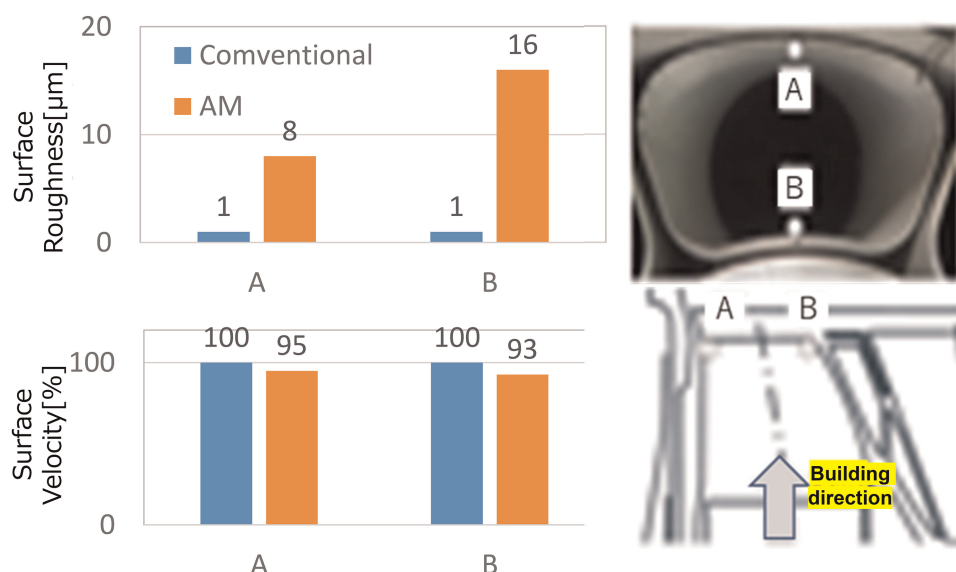 20
10
0
Surface
Roughness[µm]
Comventional
AM
1
8
1
16
A
B
100
0
Surface
Velocity[%]
100
95
100
93
A
B
A
B
A
B
Building
direction